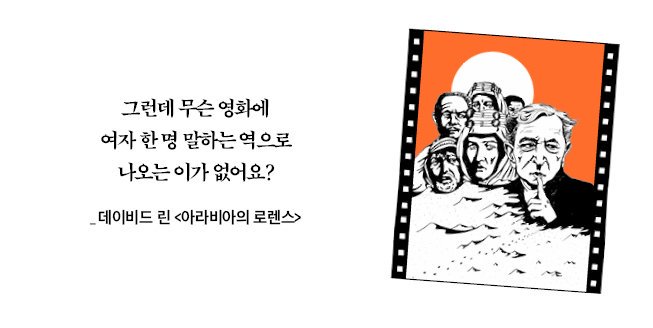 그런데 무슨 영화에
여자 한 명 말하는 역으로
나오는 이가 없어요?
_ 데이비드 린 <아라비아의 로렌스>